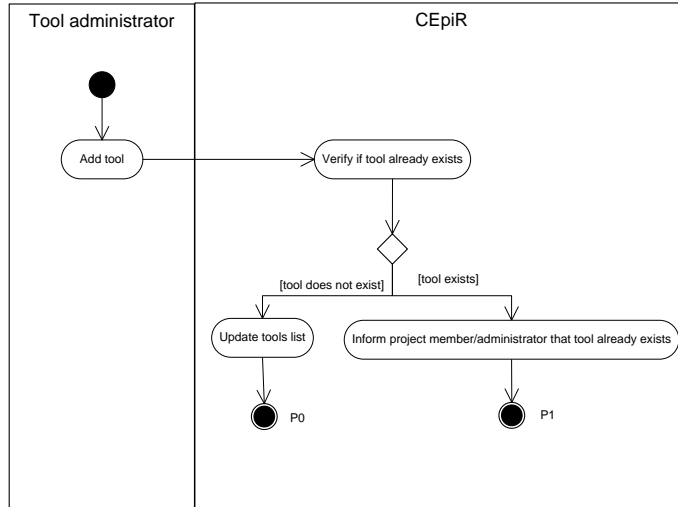 Tool administrator
CEpiR
Add tool
Verify if tool already exists
[tool does not exist]
[tool exists]
Update tools list
Inform project member/administrator that tool already exists
P0
P1